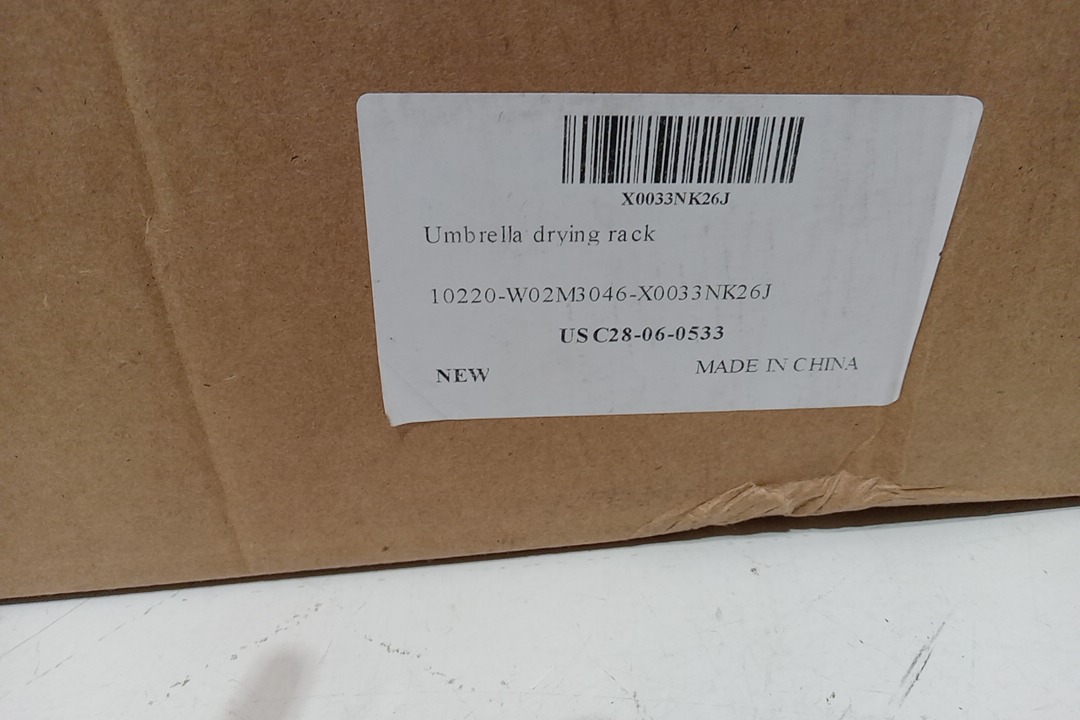 X0033NK26J
Umbrella drying rack
10220-W02M3046-X0033NK26J
USC28-06-0533
NEW
MADE IN CHINA